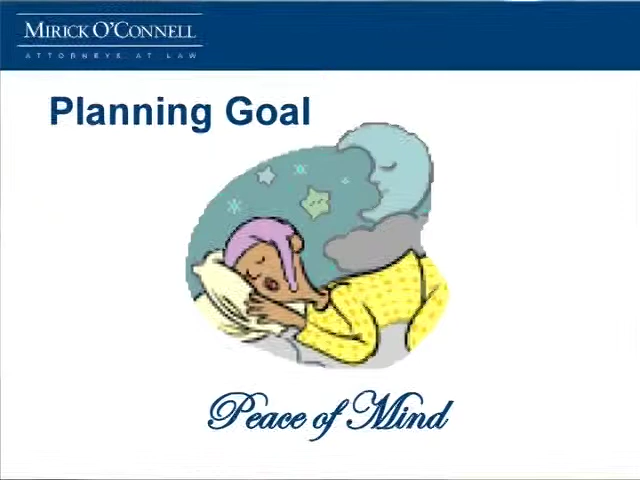 MIRICK O'CONNELL
ATTORNEYS AT LAW
Planning Goal
Peace of Mind